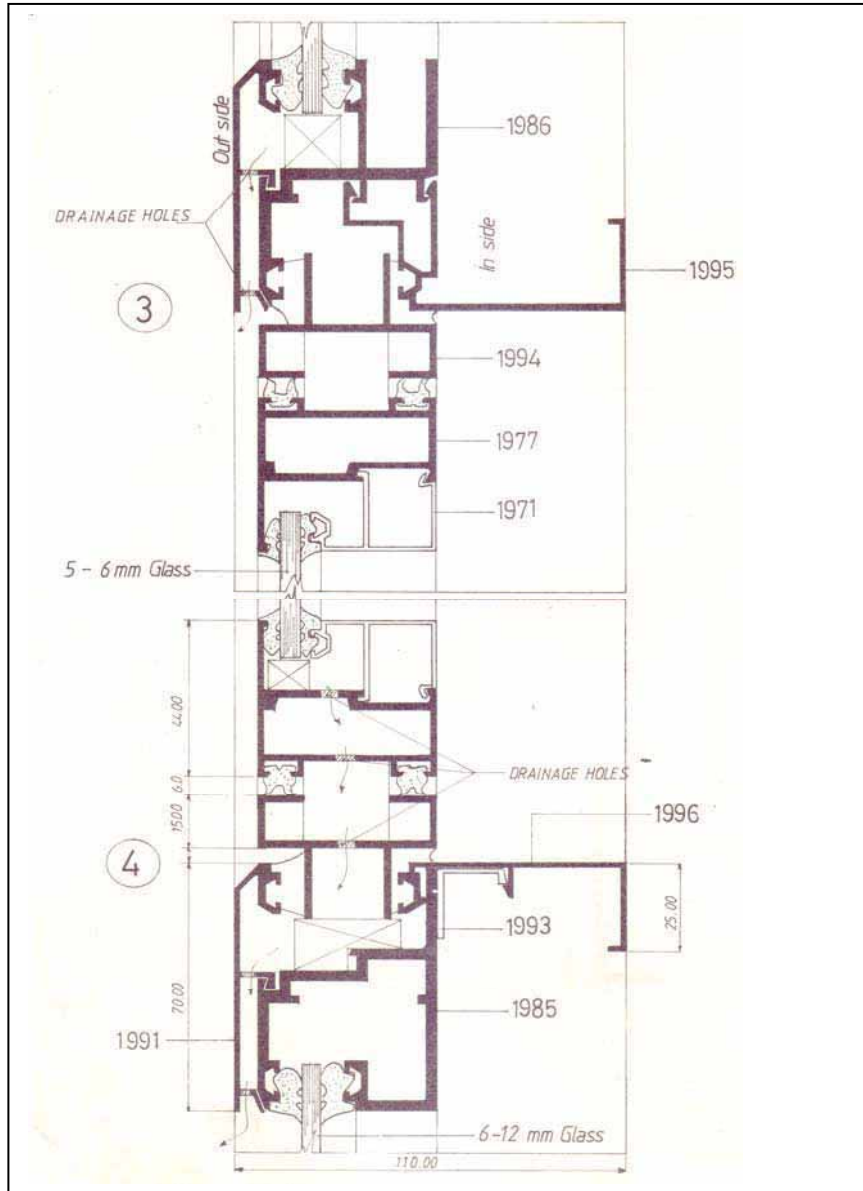 Out side
1986
DRAINAGE HOLES
In side
1995
3
1994
1977
1971
5 - 6 mm Glass
44.00
6.0
15.00
DRAINAGE HOLES
1996
4
25.00
1993
70.00
1985
1991
6-12 mm Glass
110.00